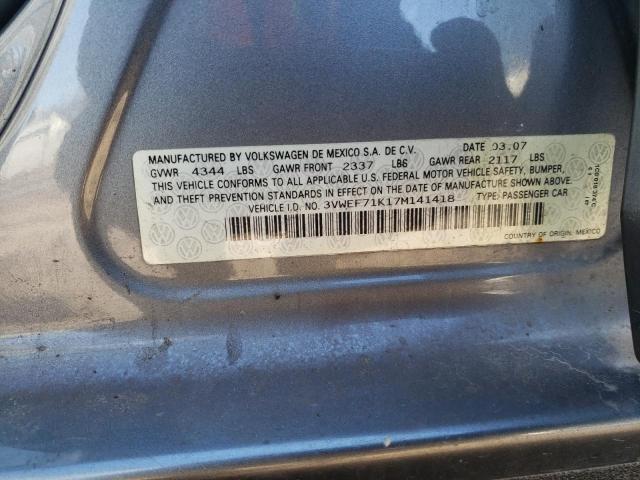 MANUFACTURED BY VOLKSWAGEN DE MEXICO S.A. DE C.V. DATE 03.07
GVWR 4344 LBS GAWR FRONT 2337 LBS GAWR REAR 2117 LBS
THIS VEHICLE CONFORMS TO ALL APPLICABLE U.S. FEDERAL MOTOR VEHICLE SAFETY, BUMPER,
AND THEFT PREVENTION STANDARDS IN EFFECT ON THE DATE OF MANUFACTURE SHOWN ABOVE.
VEHICLE I.D. NO. 3VWEF71K17M141418 TYPE: PASSENGER CAR
COUNTRY OF ORIGIN: MEXICO